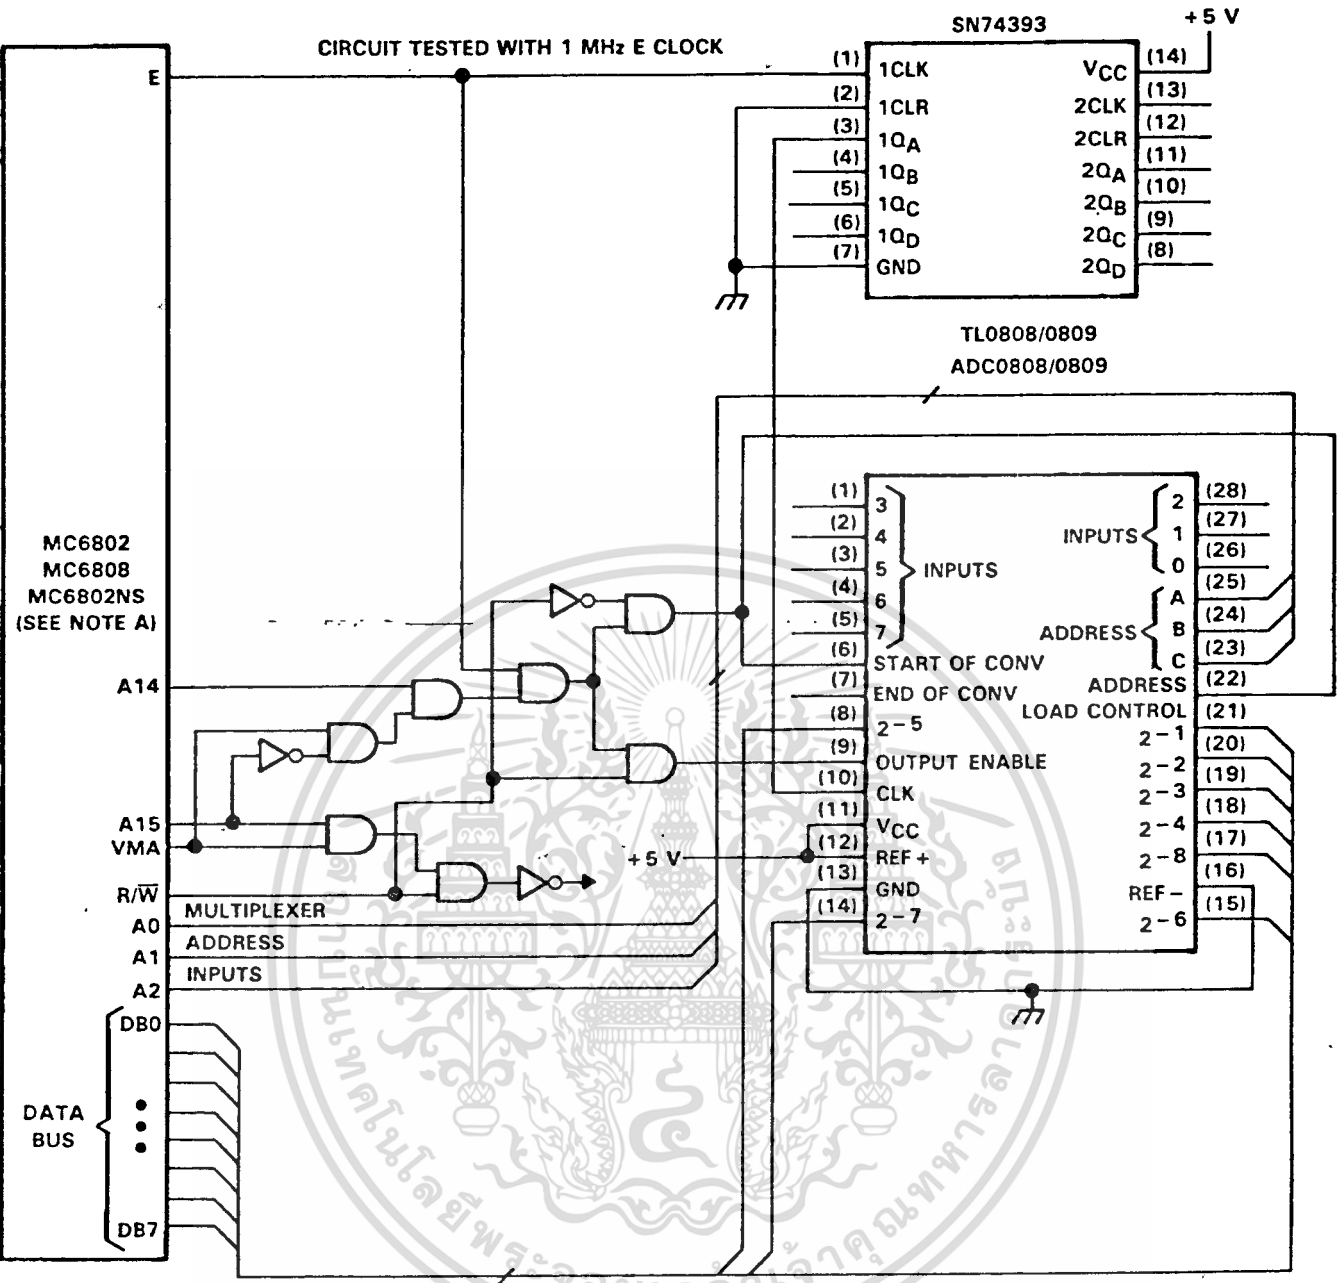 CIRCUIT TESTED WITH 1 MHz E CLOCK
SN74393
+5 V
E
(1) 1CLK
(2) 1CLR
(3) 1QA
(4) 1QB
(5) 1QC
(6) 1QD
(7) GND
VCC (14)
2CLK (13)
2CLR (12)
2QA (11)
2QB (10)
2QC (9)
2QD (8)
TL0808/0809
ADC0808/0809
MC6802
MC6808
MC6802NS
(SEE NOTE A)
A14
A15
VMA
R/W̅
MULTIPLEXER
A0
ADDRESS
A1
INPUTS
A2
DB0
DATA
BUS
DB7
+5 V
(1) 3
(2) 4
(3) 5
(4) 6
(5) 7
INPUTS
(6) START OF CONV
(7) END OF CONV
(8) 2-5
(9) OUTPUT ENABLE
(10) CLK
(11) VCC
(12) REF+
(13) GND
(14) 2-7
INPUTS
2 (28)
1 (27)
0 (26)
ADDRESS
A (25)
B (24)
C (23)
ADDRESS (22)
LOAD CONTROL
2-1 (21)
2-2 (20)
2-3 (19)
2-4 (18)
2-8 (17)
REF- (16)
2-6 (15)